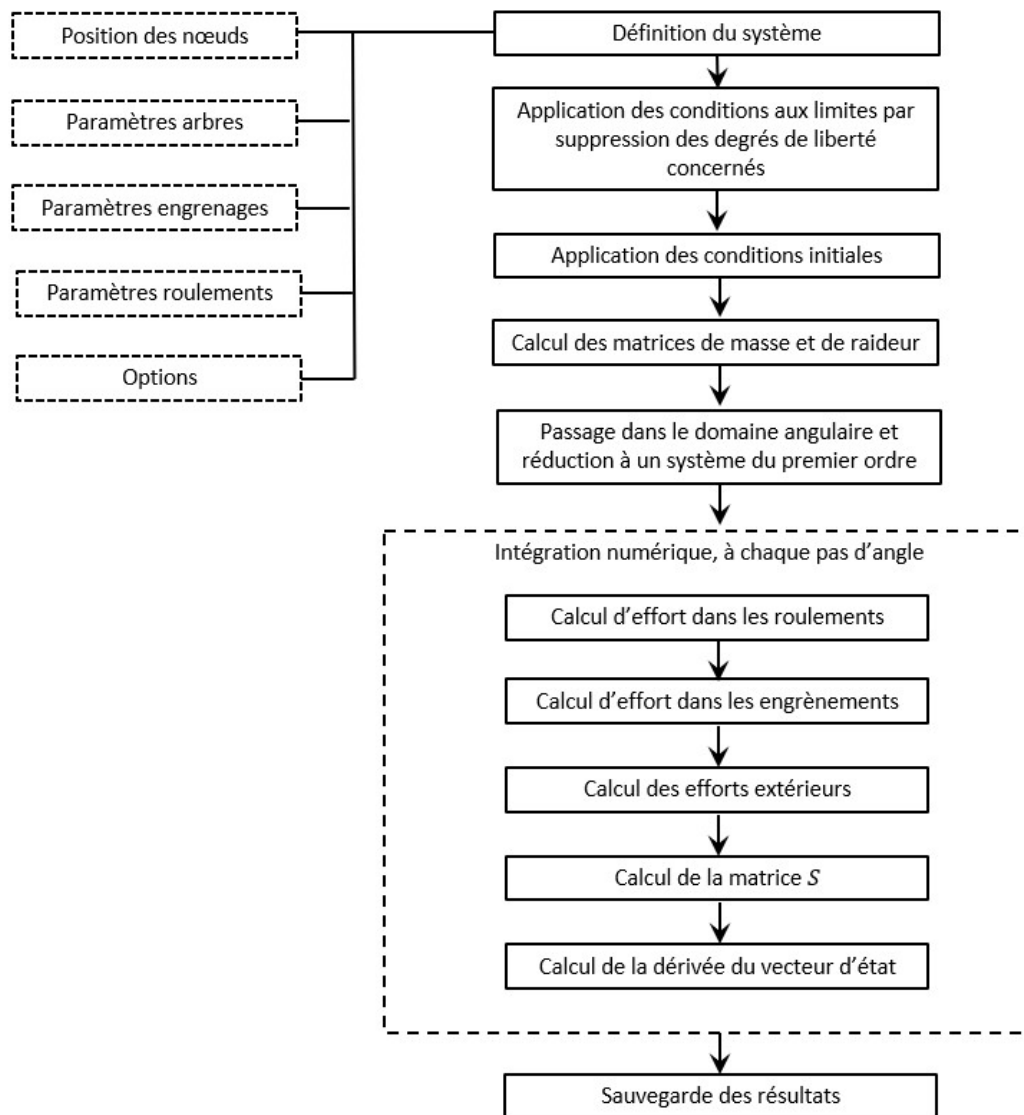 Position des nœuds
Paramètres arbres
Paramètres engrenages
Paramètres roulements
Options
Définition du système
Application des conditions aux limites par
suppression des degrés de liberté
concernés
Application des conditions initiales
Calcul des matrices de masse et de raideur
Passage dans le domaine angulaire et
réduction à un système du premier ordre
Intégration numérique, à chaque pas d’angle
Calcul d’effort dans les roulements
Calcul d’effort dans les engrènements
Calcul des efforts extérieurs
Calcul de la matrice S
Calcul de la dérivée du vecteur d’état
Sauvegarde des résultats